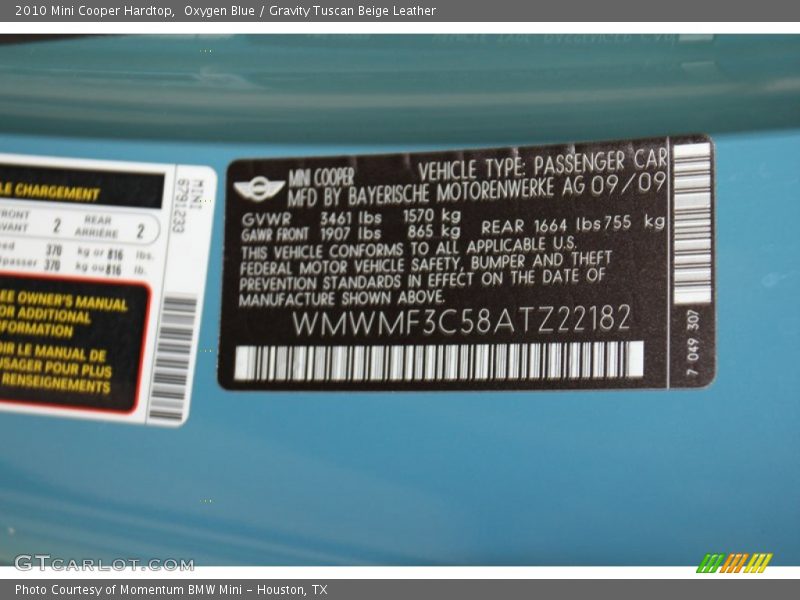 2010 Mini Cooper Hardtop,  Oxygen Blue / Gravity Tuscan Beige Leather
LE CHARGEMENT
FRONT
AVANT 2 REAR ARRIÈRE 2
370 kg or 816 lbs.
370 kg ou 816 lb.
MINI
6791233
EE OWNER'S MANUAL
OR ADDITIONAL
NFORMATION
OIR LE MANUAL DE
USAGER POUR PLUS
RENSEIGNEMENTS
MINI COOPER VEHICLE TYPE: PASSENGER CAR
MFD BY BAYERISCHE MOTORENWERKE AG 09/09
GVWR 3461 lbs 1570 kg
GAWR FRONT 1907 lbs 865 kg REAR 1664 lbs 755 kg
THIS VEHICLE CONFORMS TO ALL APPLICABLE U.S.
FEDERAL MOTOR VEHICLE SAFETY, BUMPER AND THEFT
PREVENTION STANDARDS IN EFFECT ON THE DATE OF
MANUFACTURE SHOWN ABOVE.
WMWMF3C58ATZ22182
7 049 307
GTCARLOT.COM
Photo Courtesy of Momentum BMW Mini - Houston, TX